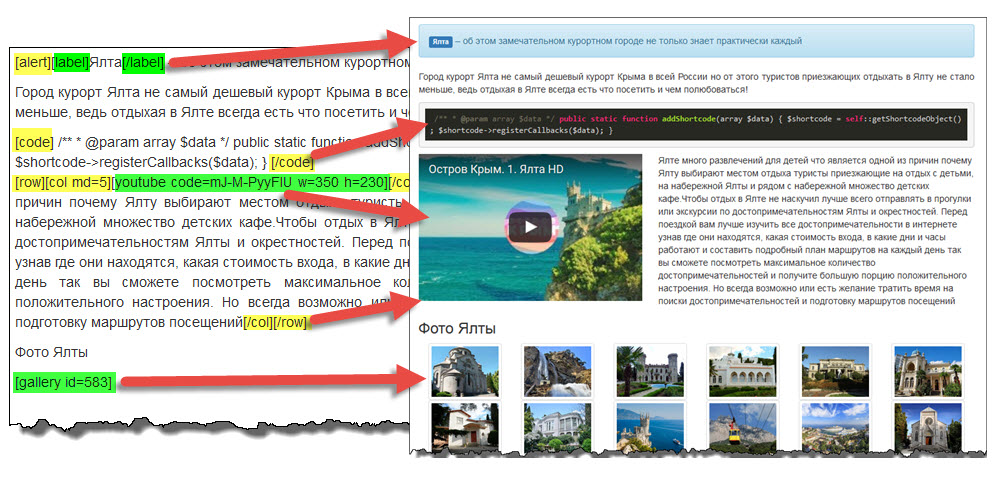 [alert][label]Ялта[/label] – об этом замечательном курортном
Город курорт Ялта не самый дешевый курорт Крыма в все
меньше, ведь отдыхая в Ялте всегда есть что посетить и че
[code] /** * @param array $data */ public static function addShort
$shortcode->registerCallbacks($data); } [/code]
[row][col md=5][youtube code=mJ-M-PyyFlU w=350 h=230][/co
причин почему Ялту выбирают местом отдыха туристы
набережной множество детских кафе.Чтобы отдых в Ял
достопримечательностям Ялты и окрестностей. Перед по
узнав где они находятся, какая стоимость входа, в какие дн
день так вы сможете посмотреть максимальное кол
положительного настроения. Но всегда возможно или
подготовку маршрутов посещений[/col][/row]
Фото Ялты
[gallery id=583]
Ялта – об этом замечательном курортном городе не только знает практически каждый
Город курорт Ялта не самый дешевый курорт Крыма в всей России но от этого туристов приезжающих отдыхать в Ялту не стало
меньше, ведь отдыхая в Ялте всегда есть что посетить и чем полюбоваться!
/** * @param array $data */ public static function addShortcode(array $data) { $shortcode = self::getShortcodeObject()
; $shortcode->registerCallbacks($data); }
Остров Крым. 1. Ялта HD
Ялте много развлечений для детей что является одной из причин почему
Ялту выбирают местом отдыха туристы приезжающие на отдых с детьми,
на набережной Ялты и рядом с набережной множество детских
кафе.Чтобы отдых в Ялте не наскучил лучше всего отправлять в прогулки
или экскурсии по достопримечательностям Ялты и окрестностей. Перед
поездкой вам лучше изучить все достопримечательности в интернете
узнав где они находятся, какая стоимость входа, в какие дни и часы
работают и составить подробный план маршрутов на каждый день так
вы сможете посмотреть максимальное количество
достопримечательностей и получите большую порцию положительного
настроения. Но всегда возможно или есть желание тратить время на
поиски достопримечательностей и подготовку маршрутов посещений
Фото Ялты